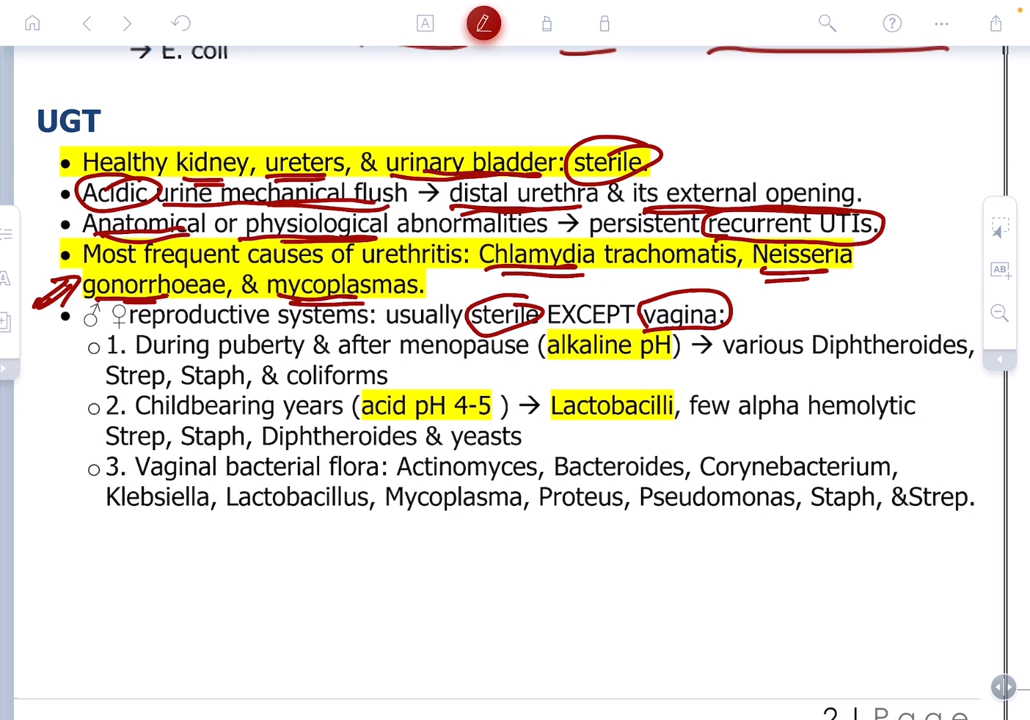 → E. coli
UGT
• Healthy kidney, ureters, & urinary bladder: sterile.
• Acidic urine mechanical flush → distal urethra & its external opening.
• Anatomical or physiological abnormalities → persistent recurrent UTIs.
• Most frequent causes of urethritis: Chlamydia trachomatis, Neisseria
gonorrhoeae, & mycoplasmas.
• ♂ ♀reproductive systems: usually sterile EXCEPT vagina:
o 1. During puberty & after menopause (alkaline pH) → various Diphtheroides,
Strep, Staph, & coliforms
o 2. Childbearing years (acid pH 4-5 ) → Lactobacilli, few alpha hemolytic
Strep, Staph, Diphtheroides & yeasts
o 3. Vaginal bacterial flora: Actinomyces, Bacteroides, Corynebacterium,
Klebsiella, Lactobacillus, Mycoplasma, Proteus, Pseudomonas, Staph, &Strep.
2 | Page